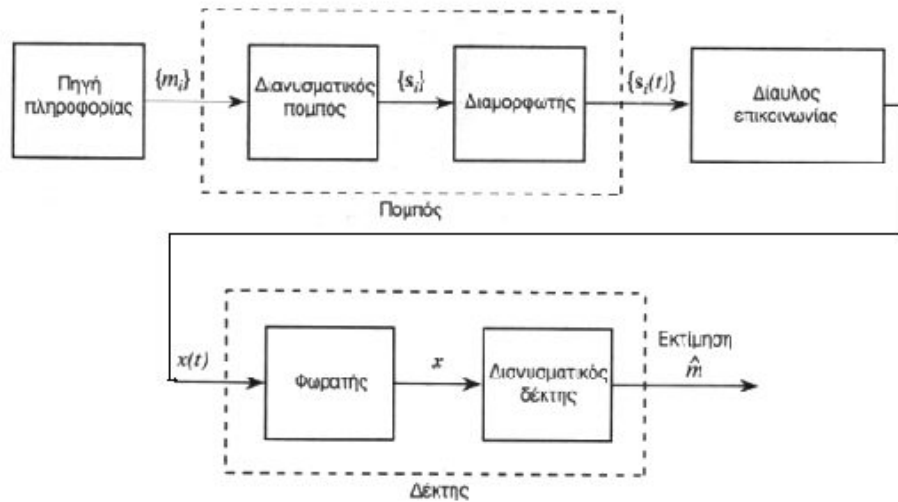 Πηγή
πληροφορίας
{m_i}
Διανυσματικός
πομπός
{s_i}
Διαμορφωτής
{s_i(t)}
Δίαυλος
επικοινωνίας
Πομπός
x(t)
Φωρατής
x
Διανυσματικός
δέκτης
Εκτίμηση
m̂
Δέκτης